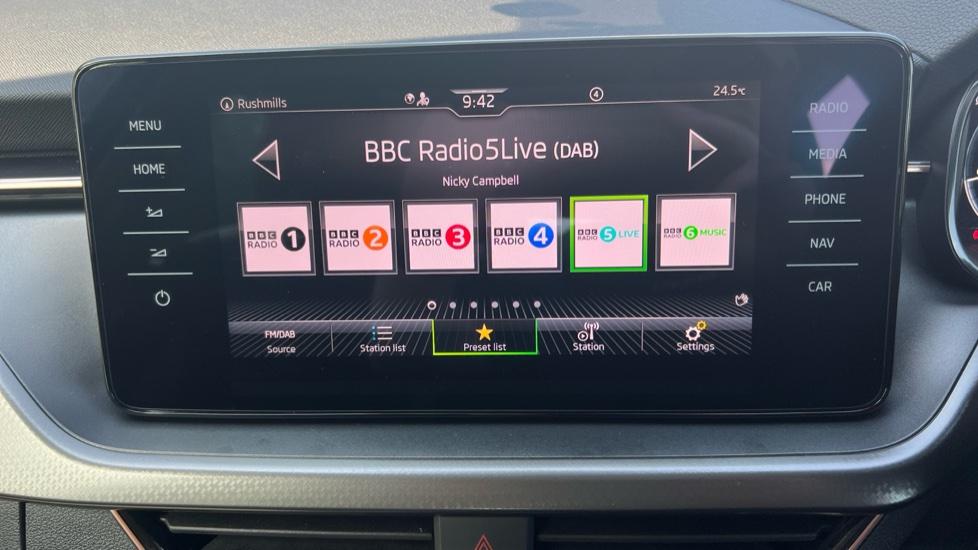 Rushmills
9:42
4
24.5°C
MENU
HOME
RADIO
MEDIA
PHONE
NAV
CAR
BBC Radio5Live (DAB)
Nicky Campbell
BBC RADIO 1
BBC RADIO 2
BBC RADIO 3
BBC RADIO 4
BBC RADIO 5 LIVE
BBC RADIO 6 MUSIC
FM/DAB
Source
Station list
Preset list
Station
Settings